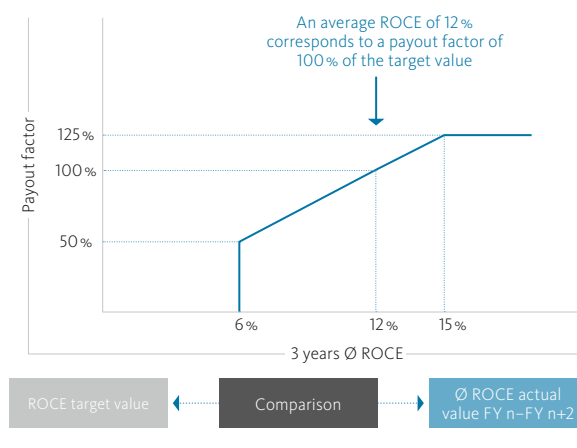 An average ROCE of 12 %
corresponds to a payout factor of
100 % of the target value
Payout factor
125 %
100 %
50 %
6 %
12 %
15 %
3 years Ø ROCE
ROCE target value
Comparison
Ø ROCE actual
value FY n–FY n+2